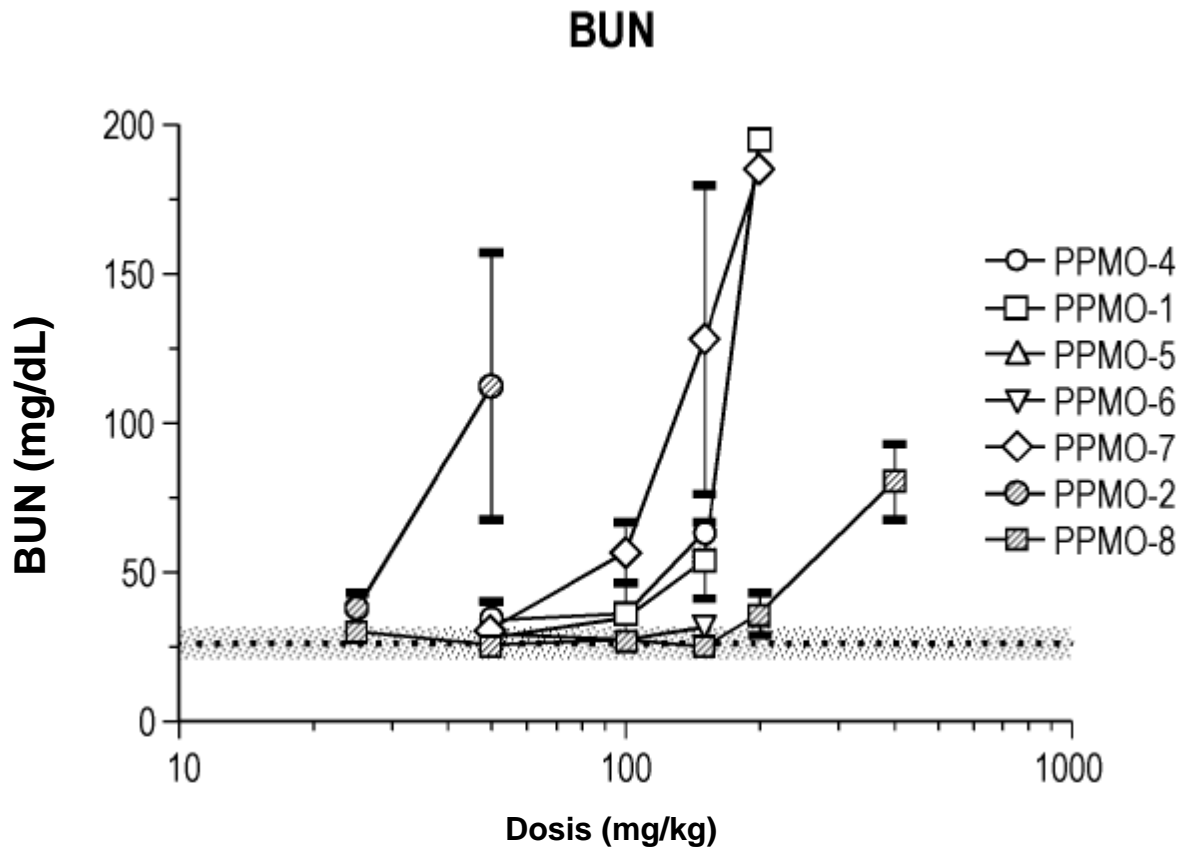 BUN
200
150
100
50
0
BUN (mg/dL)
10
100
1000
Dosis (mg/kg)
PPMO-4
PPMO-1
PPMO-5
PPMO-6
PPMO-7
PPMO-2
PPMO-8